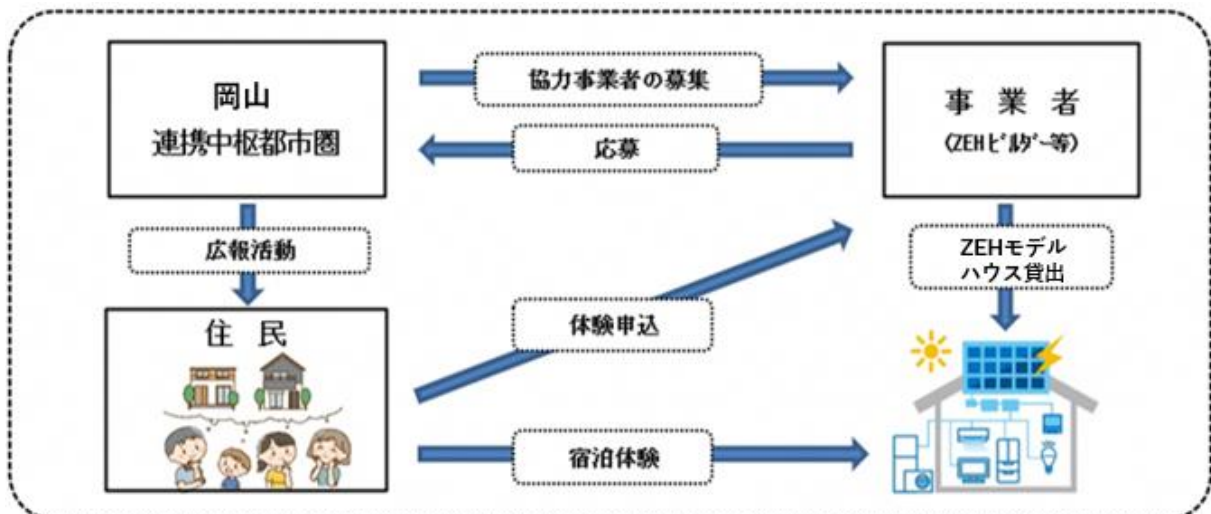 岡山
連携中枢都市圏
協力事業者の募集
応募
事業者
(ZEHビルダー等)
広報活動
ZEHモデル
ハウス貸出
体験申込
住民
宿泊体験